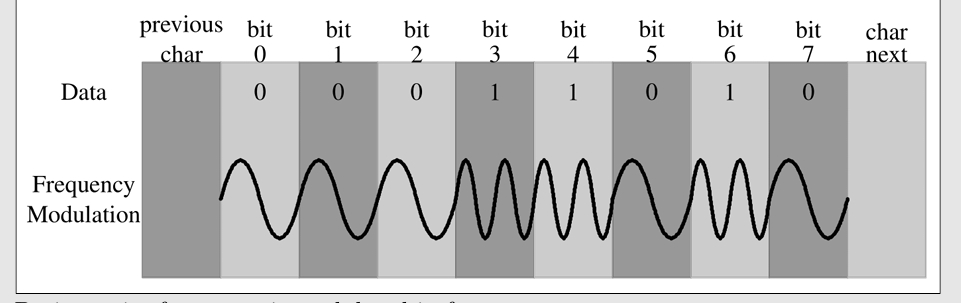 previous bit bit bit bit bit bit bit bit char
char 0 1 2 3 4 5 6 7 next
Data 0 0 0 1 1 0 1 0
Frequency
Modulation